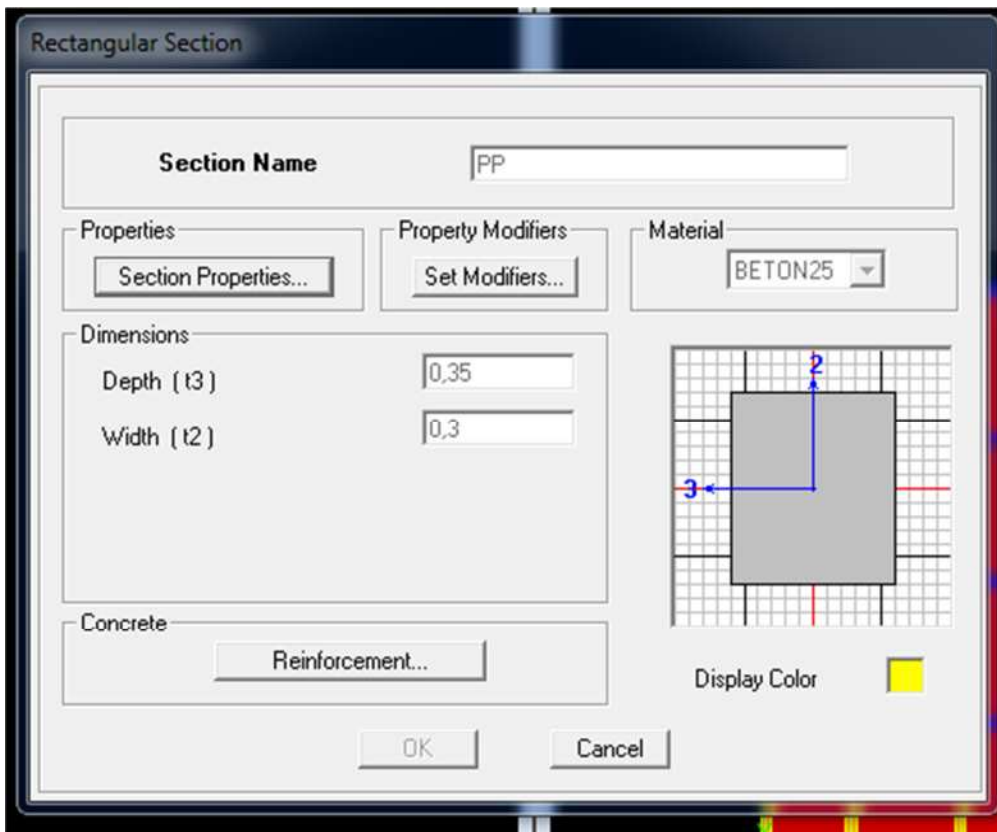 Rectangular Section
Section Name PP
Properties
Section Properties...
Property Modifiers
Set Modifiers...
Material
BETON25
Dimensions
Depth ( t3 ) 0,35
Width ( t2 ) 0,3
2
3
Concrete
Reinforcement...
Display Color
OK
Cancel